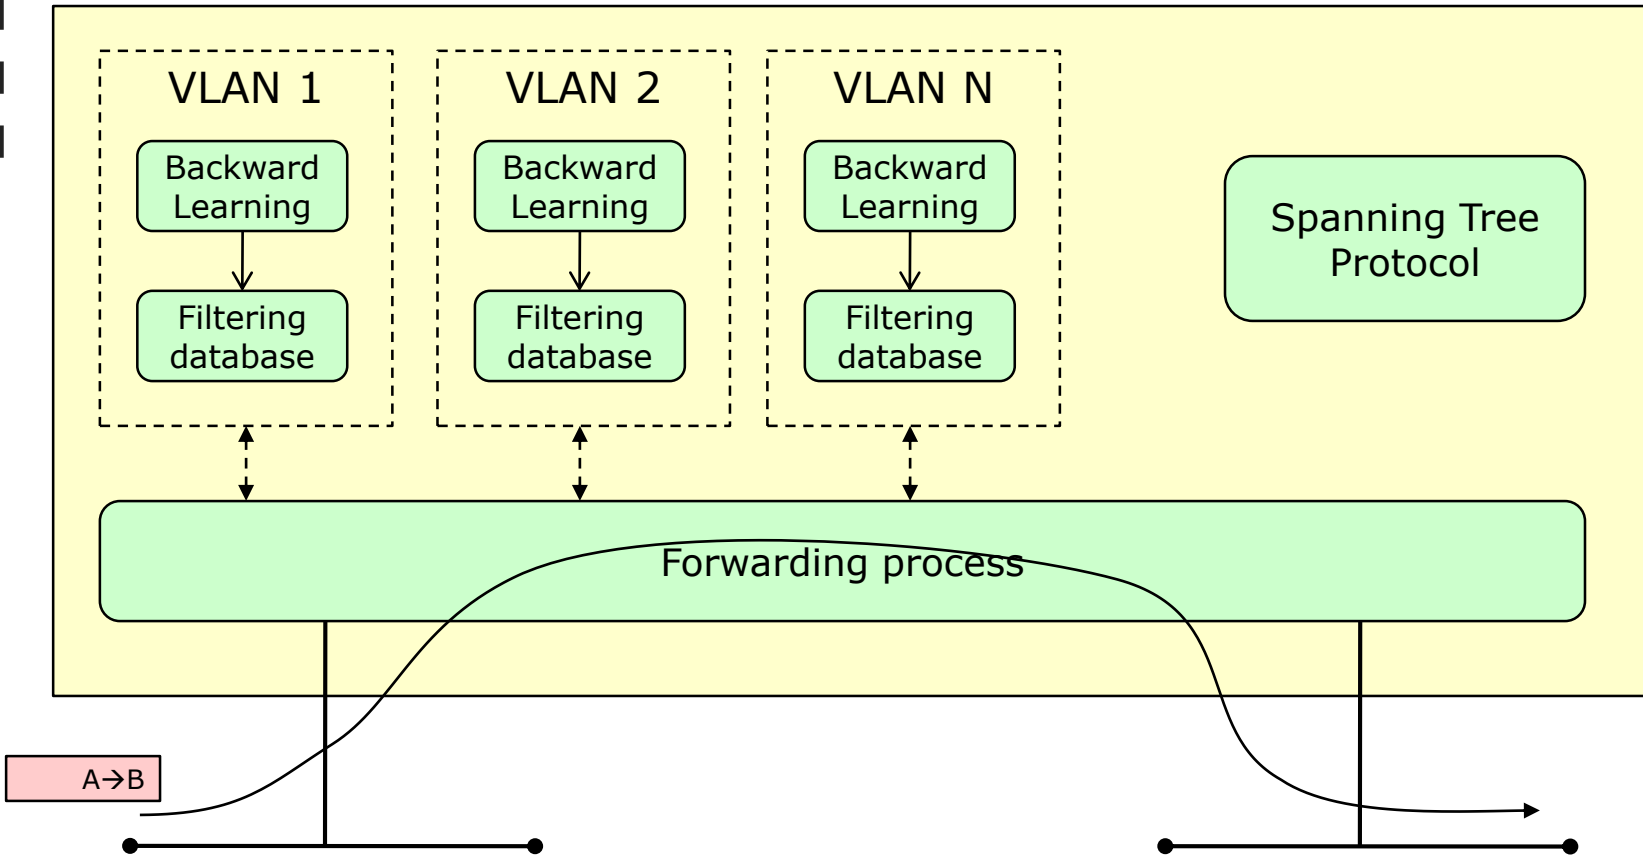 VLAN 1
Backward
Learning
Filtering
database
VLAN 2
Backward
Learning
Filtering
database
VLAN N
Backward
Learning
Filtering
database
Spanning Tree
Protocol
Forwarding process
A→B